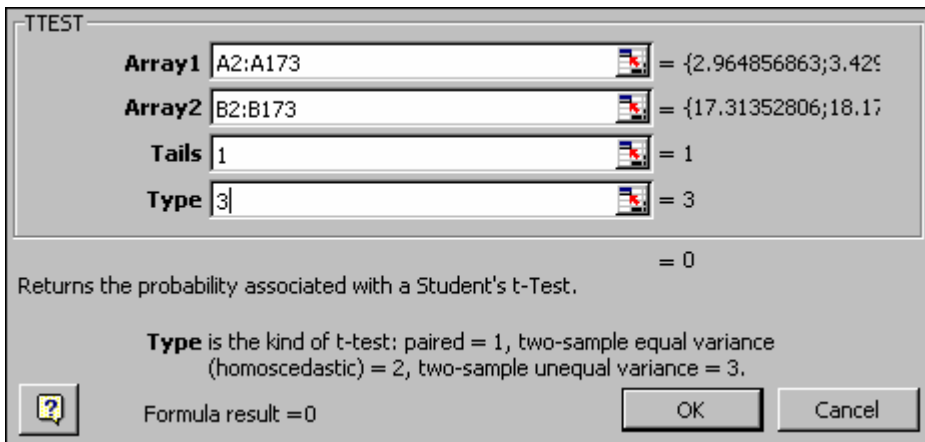 TTEST
Array1 A2:A173 = {2.964856863;3.429
Array2 B2:B173 = {17.31352806;18.17
Tails 1 = 1
Type 3 = 3
= 0
Returns the probability associated with a Student's t-Test.
Type is the kind of t-test: paired = 1, two-sample equal variance
(homoscedastic) = 2, two-sample unequal variance = 3.
? Formula result =0 OK Cancel